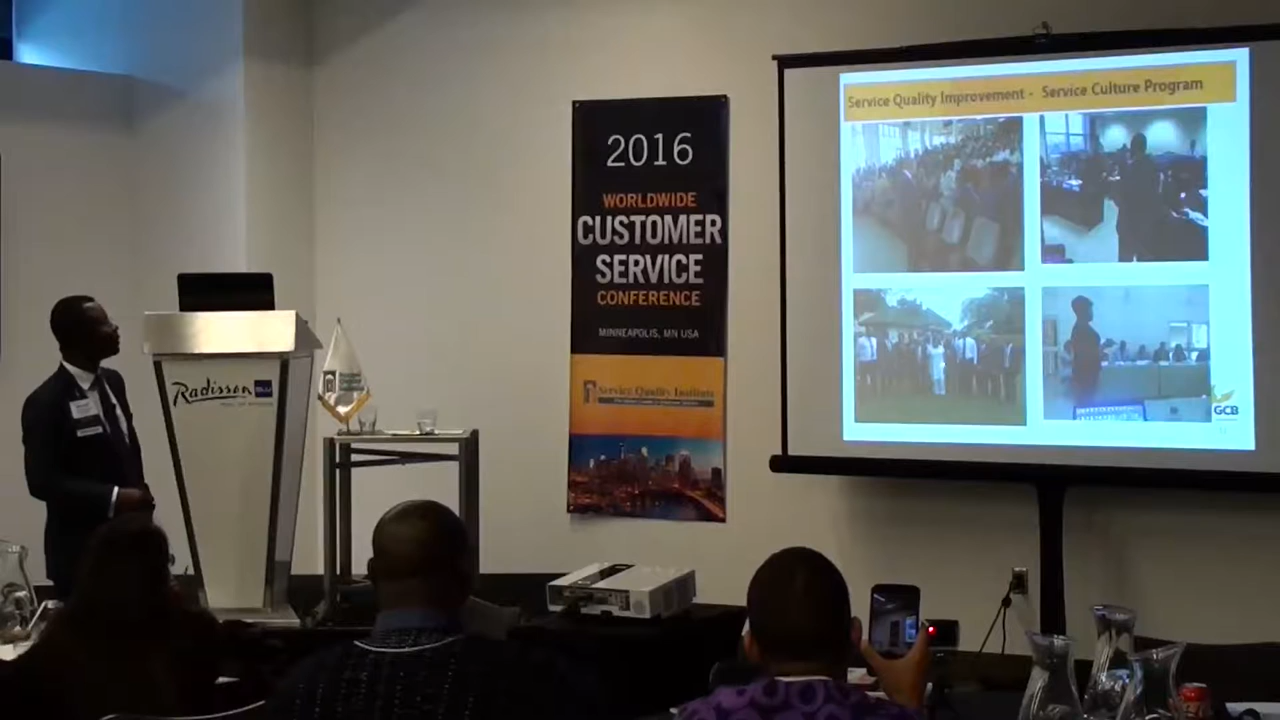 2016
WORLDWIDE
CUSTOMER
SERVICE
CONFERENCE
MINNEAPOLIS, MN USA
Service Quality Institute
Service Quality Improvement - Service Culture Program
GCB
Radisson
BLU